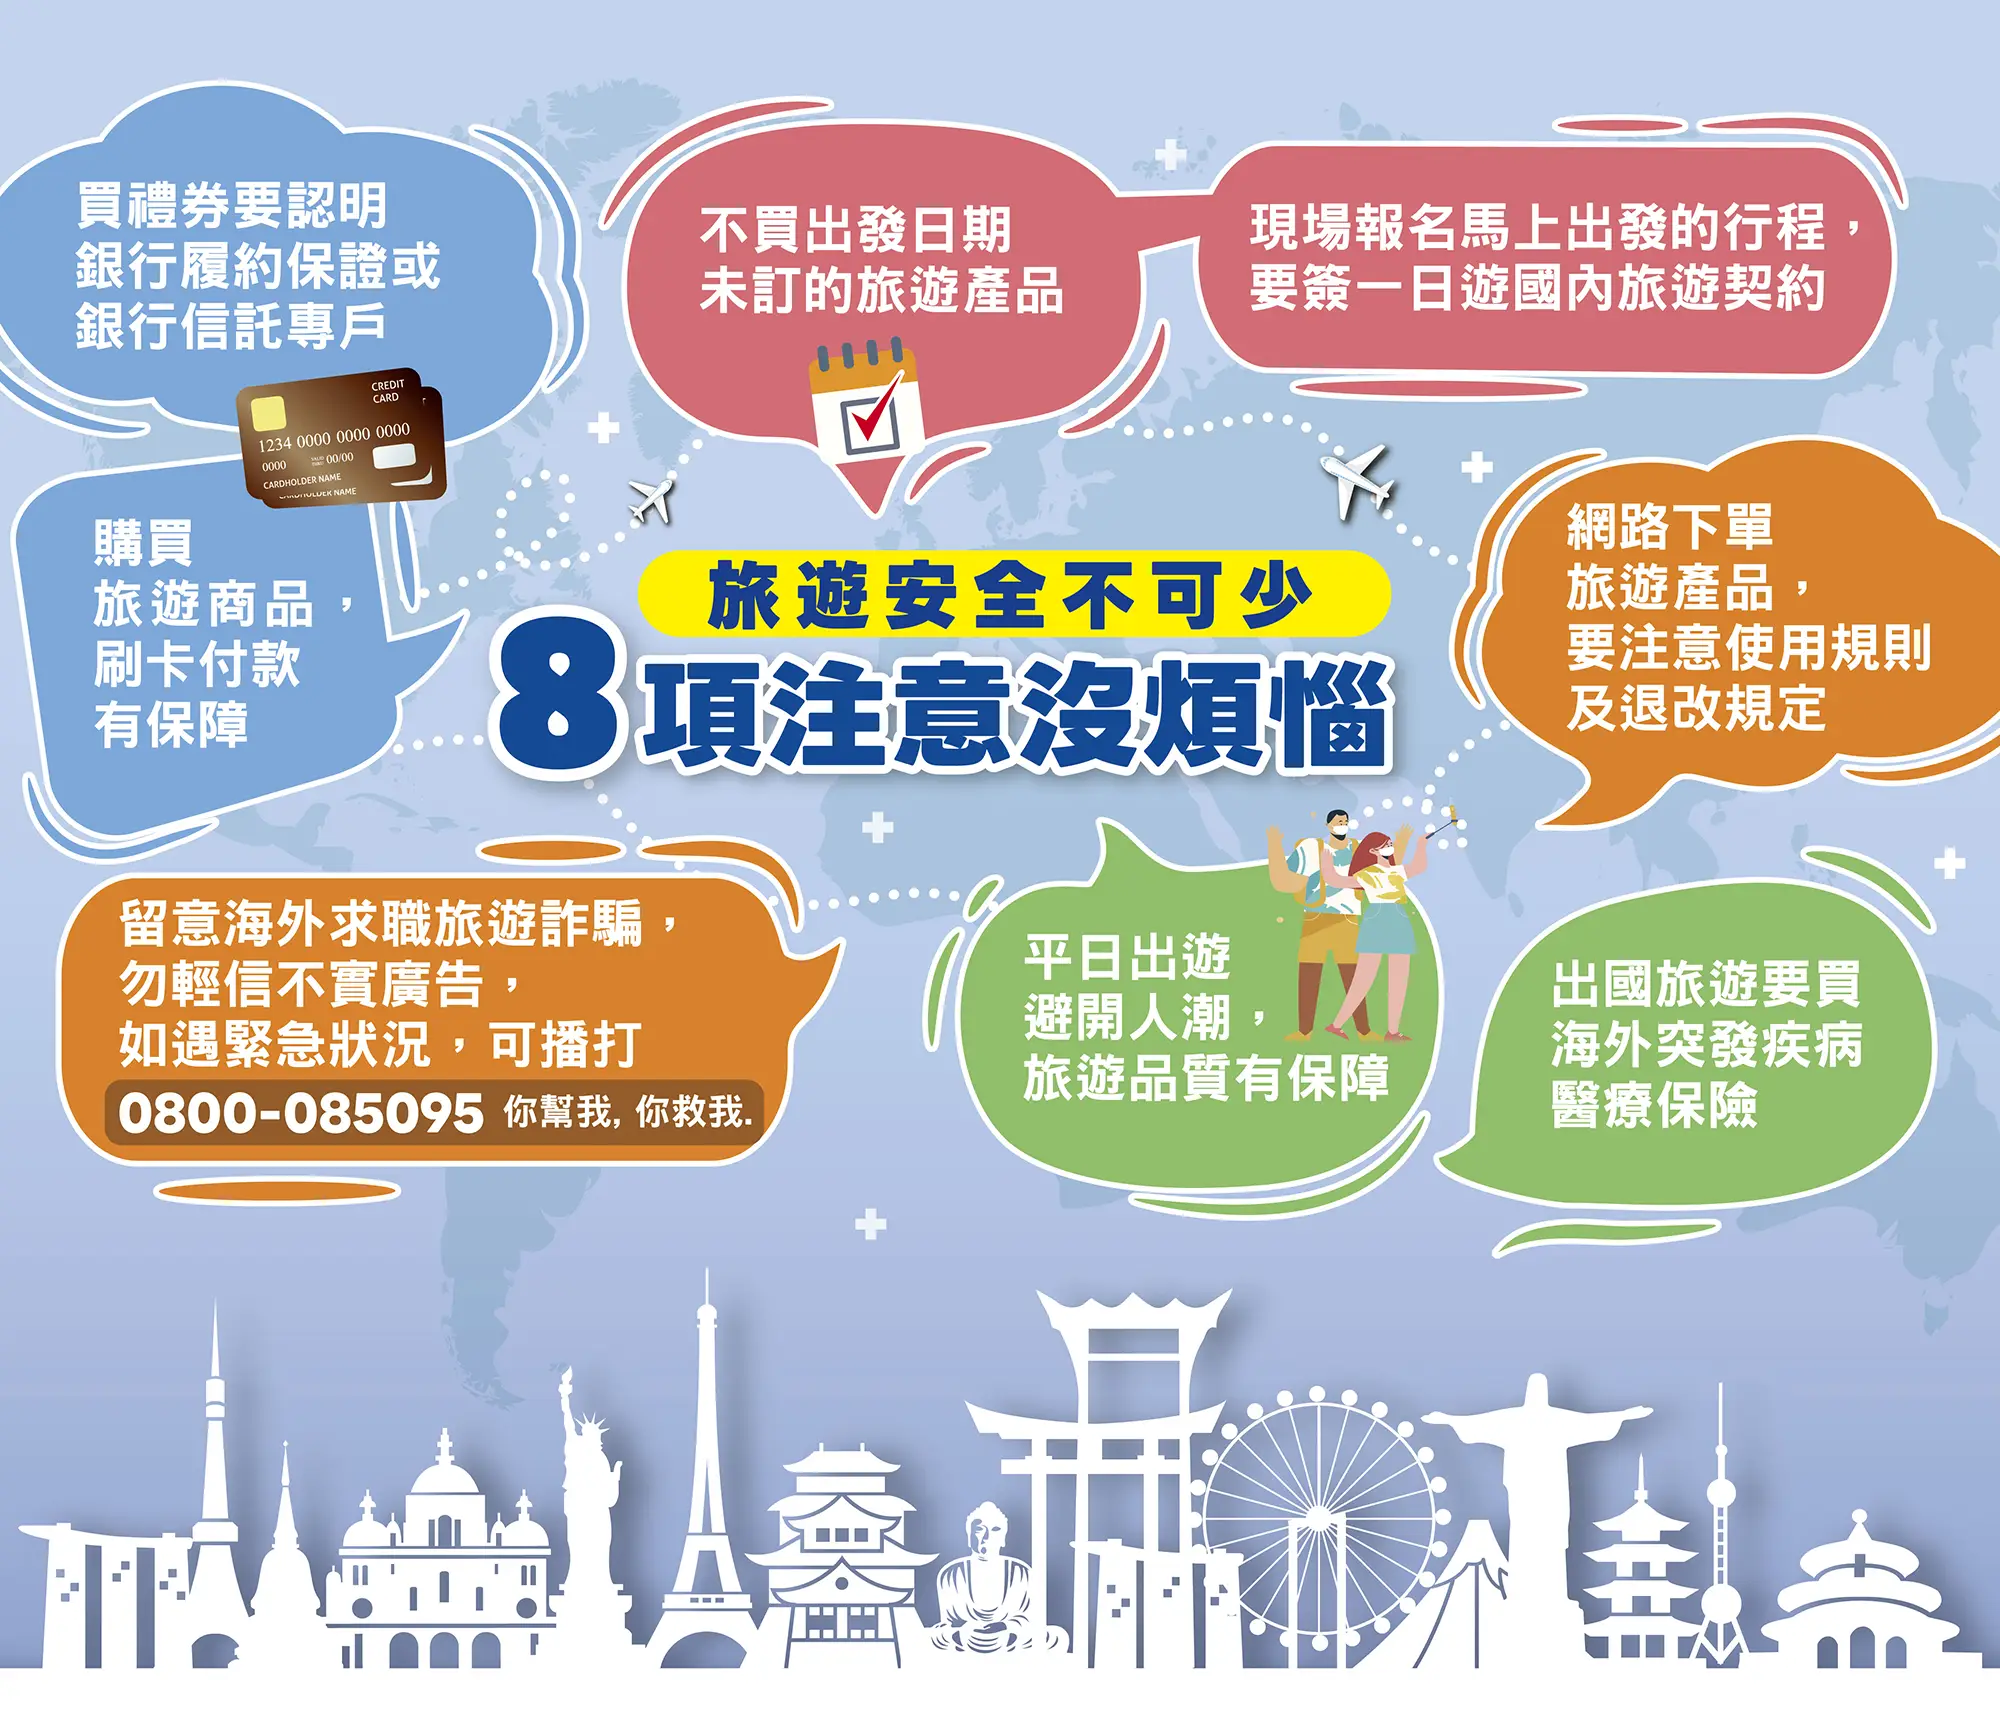 買禮券要認明
銀行履約保證或
銀行信託專戶
不買出發日期
未訂的旅遊產品
現場報名馬上出發的行程，
要簽一日遊國內旅遊契約
CREDIT
CARD
1234 0000 0000 0000
0000
VALID
THRU
00/00
CARDHOLDER NAME
CARDHOLDER NAME
購買
旅遊商品，
刷卡付款
有保障
旅遊安全不可少
8項注意沒煩惱
網路下單
旅遊產品，
要注意使用規則
及退改規定
留意海外求職旅遊詐騙，
勿輕信不實廣告，
如遇緊急狀況，可播打
0800-085095 你幫我, 你救我.
平日出遊
避開人潮，
旅遊品質有保障
出國旅遊要買
海外突發疾病
醫療保險